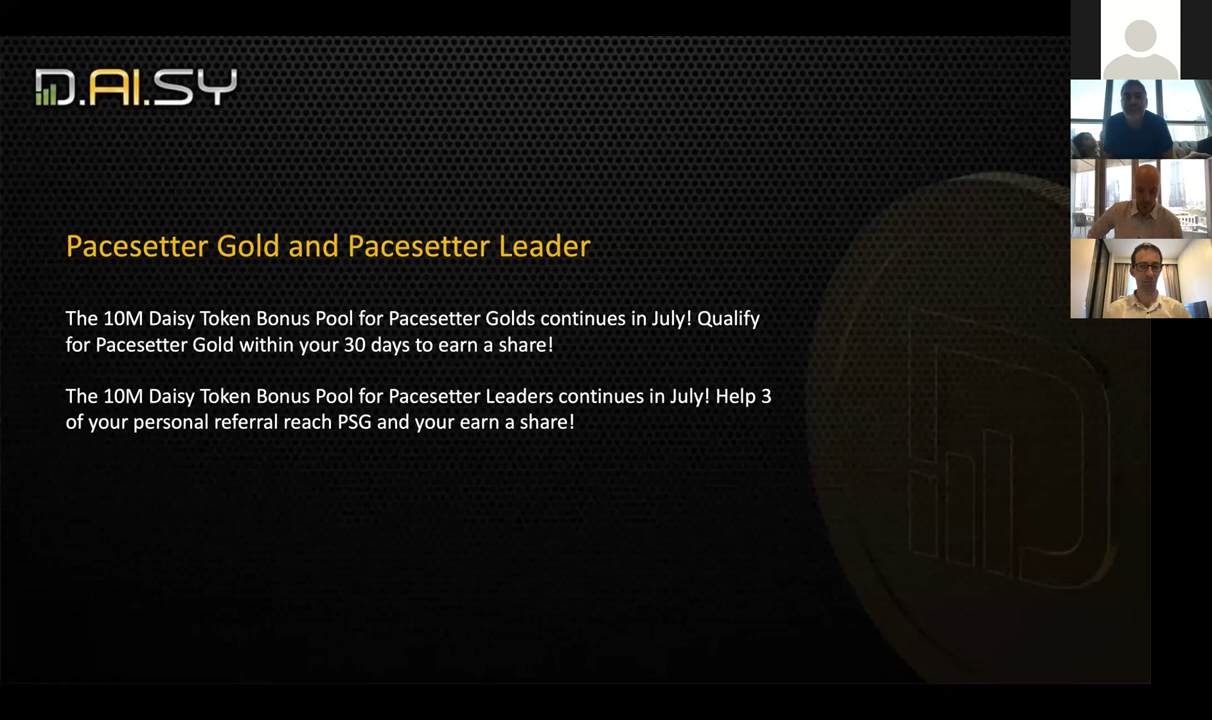 D.AI.SY
Pacesetter Gold and Pacesetter Leader
The 10M Daisy Token Bonus Pool for Pacesetter Golds continues in July! Qualify
for Pacesetter Gold within your 30 days to earn a share!
The 10M Daisy Token Bonus Pool for Pacesetter Leaders continues in July! Help 3
of your personal referral reach PSG and your earn a share!